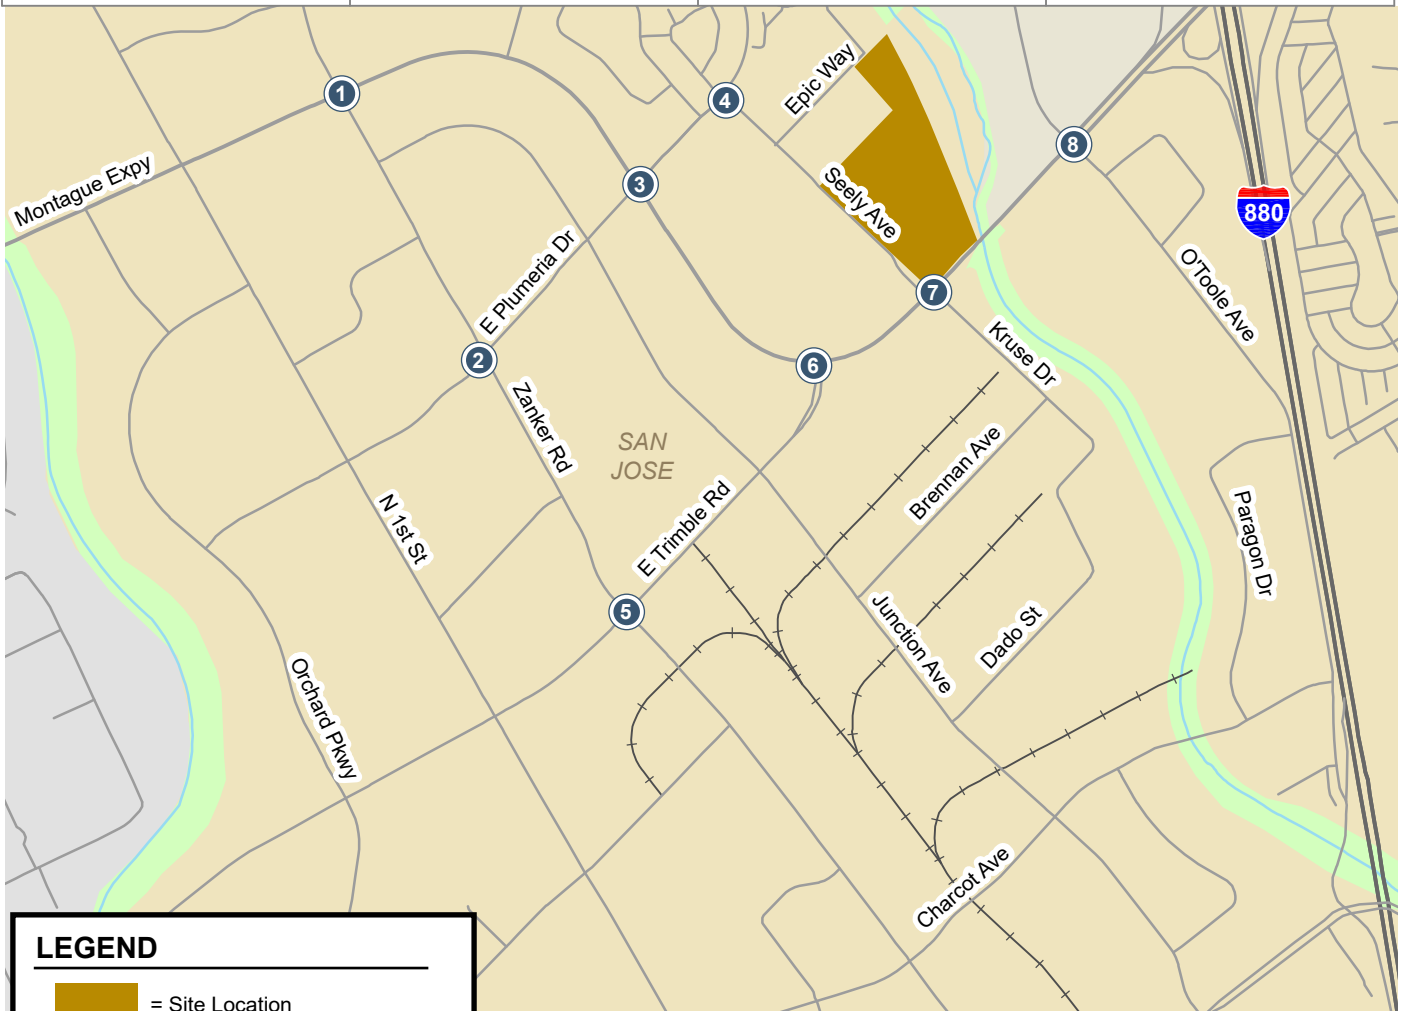 Epic Way
1
4
8
Montague Expy
3
Seely Ave
880
E Plumeria Dr
O'Toole Ave
7
Kruse Dr
2
6
Zanker Rd
SAN
JOSE
Brennan Ave
N 1st St
E Trimble Rd
Paragon Dr
5
Junction Ave
Dado St
Orchard Pkwy
Charcot Ave
LEGEND
= Site Location